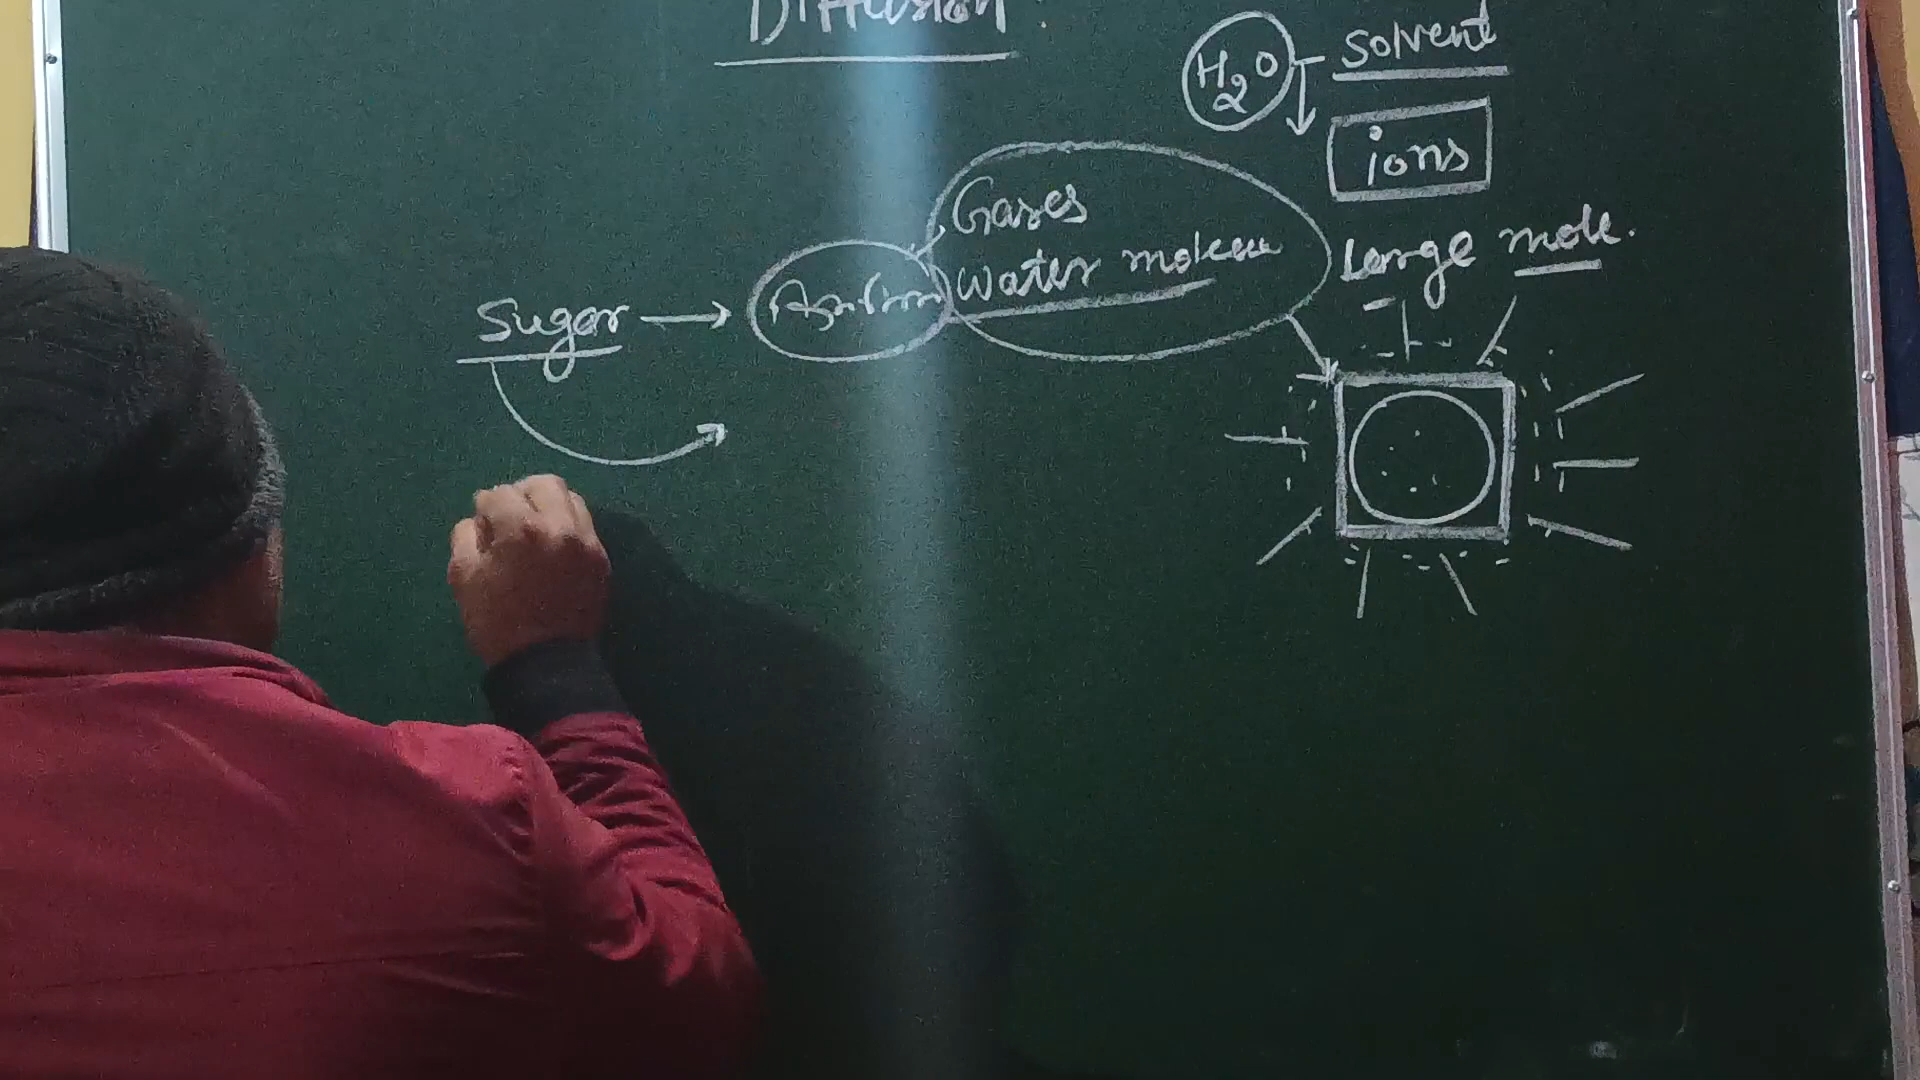 Diffusion
H2O
solvent
ions
Gases
Water molecu
Large mole.
Sugar